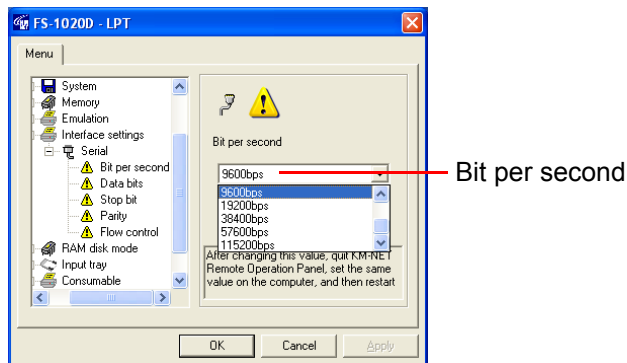 FS-1020D - LPT
Menu
System
Memory
Emulation
Interface settings
Serial
Bit per second
Data bits
Stop bit
Parity
Flow control
RAM disk mode
Input tray
Consumable
Bit per second
9600bps
9600bps
19200bps
38400bps
57600bps
115200bps
After changing this value, quit KM-NET
Remote Operation Panel, set the same
value on the computer, and then restart
OK
Cancel
Apply
Bit per second